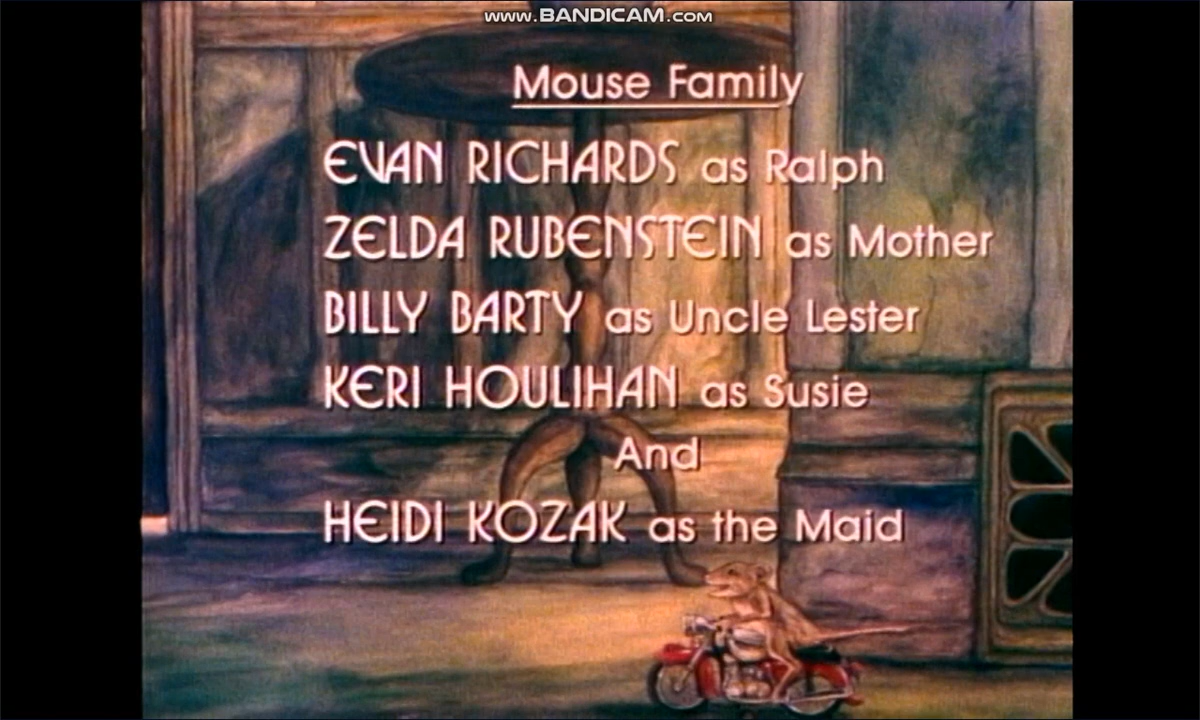 www.BANDICAM.com
Mouse Family
EVAN RICHARDS as Ralph
ZELDA RUBENSTEIN as Mother
BILLY BARTY as Uncle Lester
KERI HOULIHAN as Susie
And
HEIDI KOZAK as the Maid